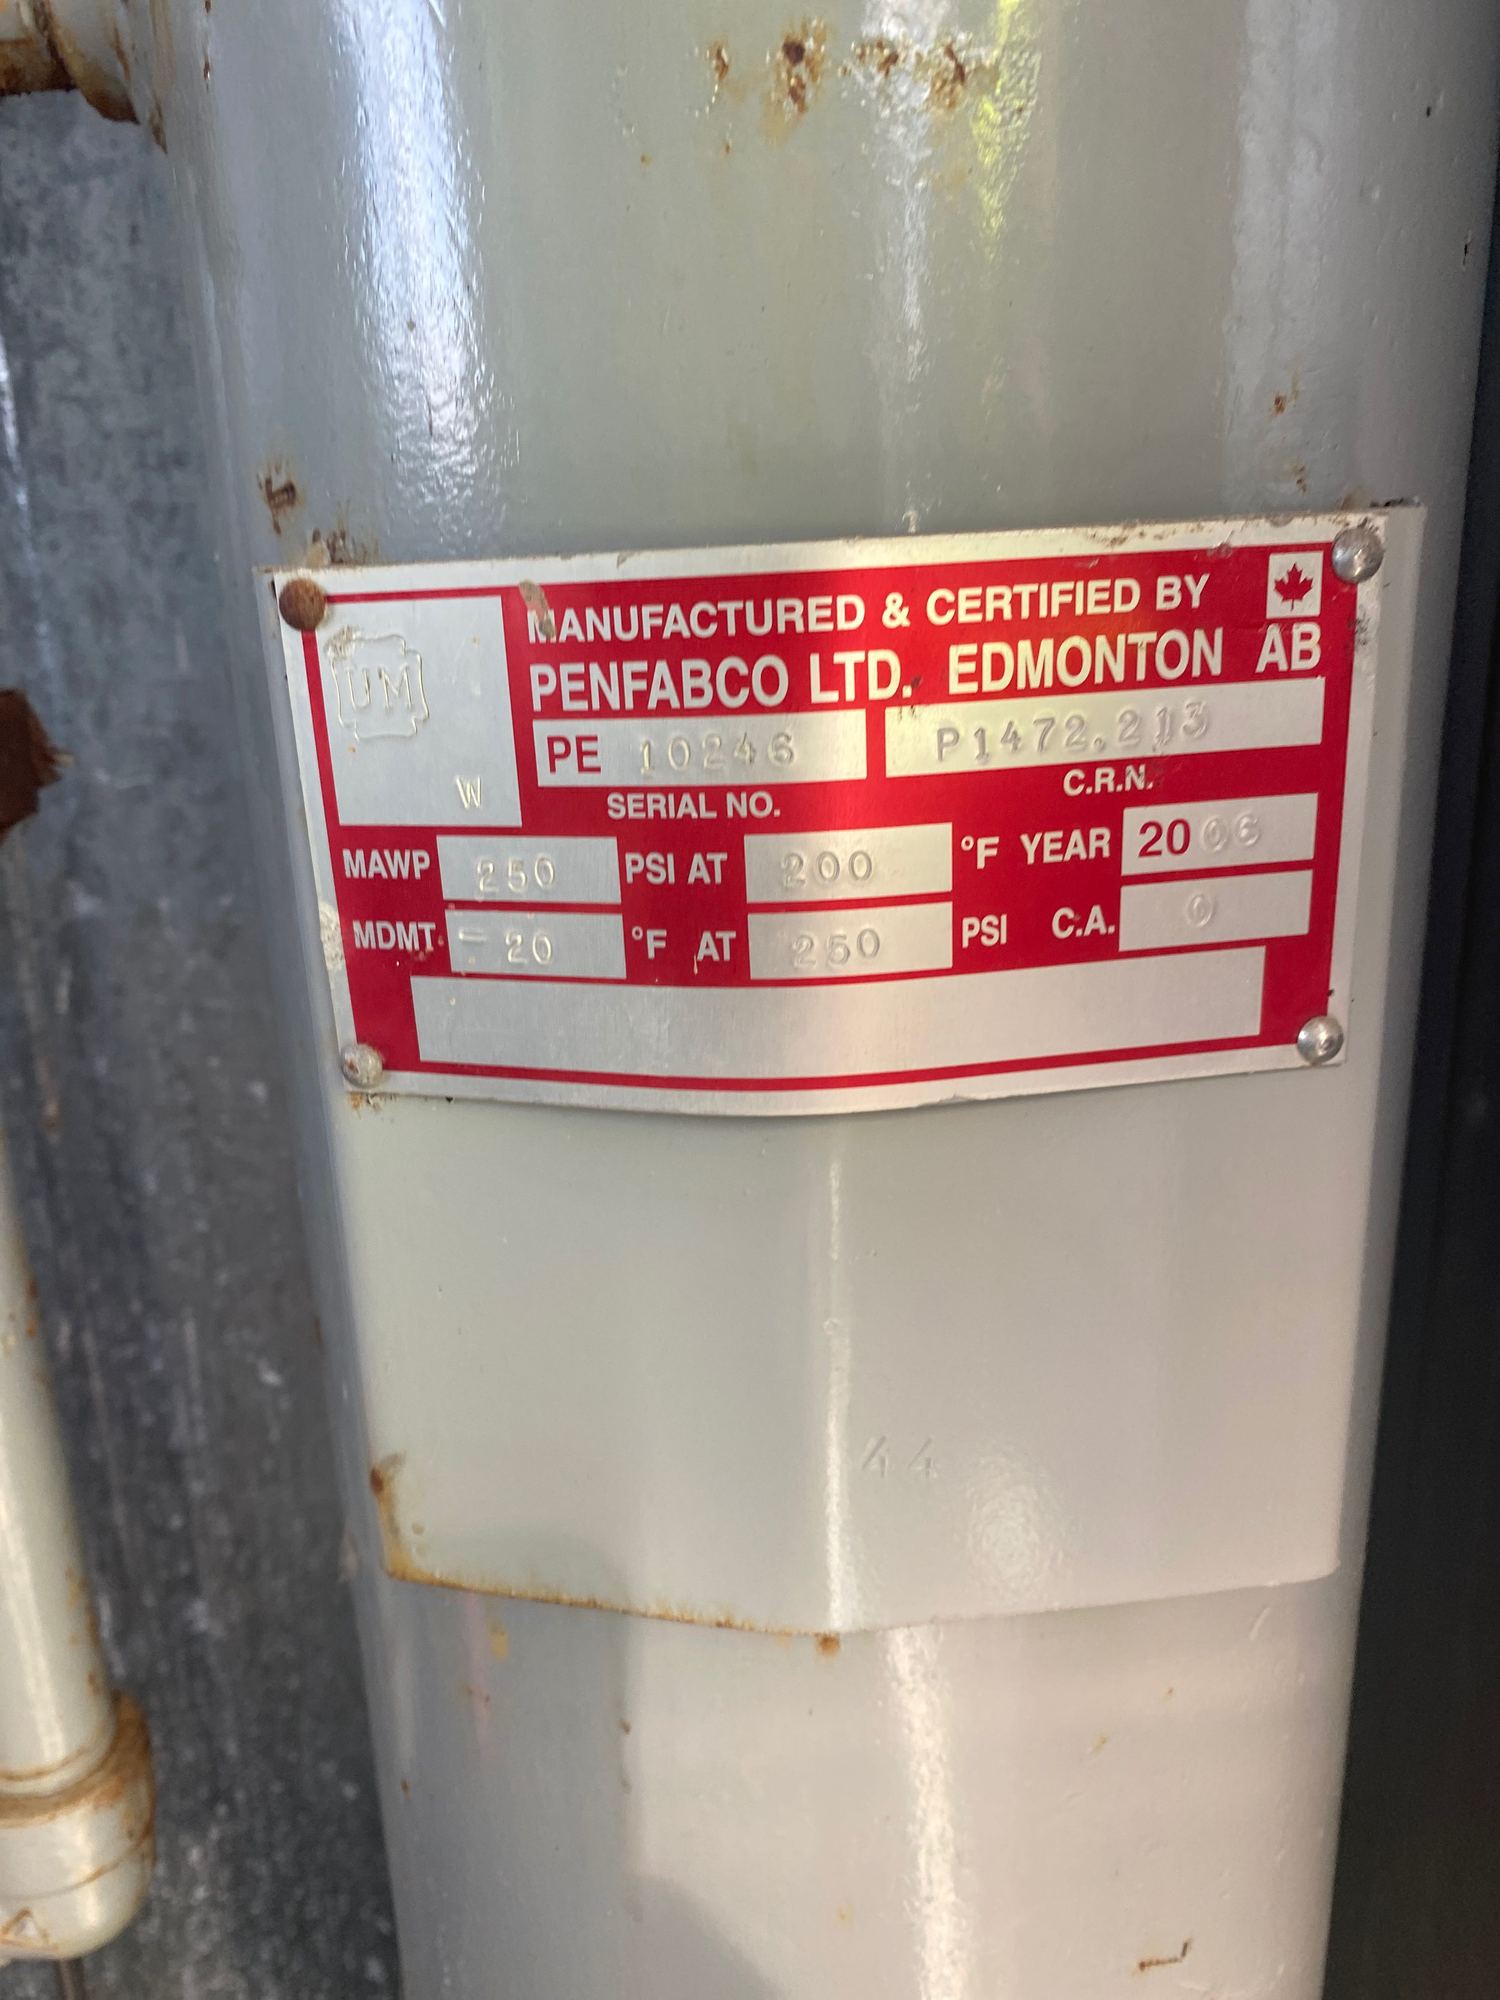 MANUFACTURED & CERTIFIED BY
PENFABCO LTD. EDMONTON AB
UM
W
PE 10246 P1472.213
SERIAL NO. C.R.N.
MAWP 250 PSI AT 200 °F YEAR 2006
MDMT -20 °F AT 250 PSI C.A. 0
44